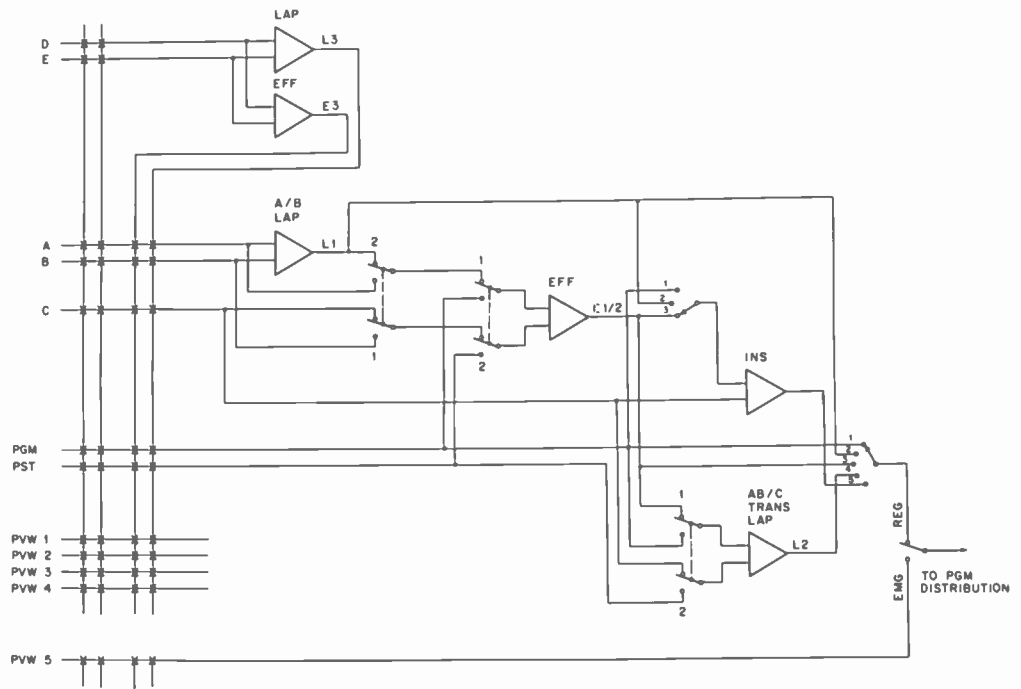 LAP
D
L3
E
EFF
E3
A/B
LAP
A
L1
2
B
1
EFF
1
2
C
E1/2
3
1
2
INS
PGM
1
2
3
4
5
PST
AB/C
TRANS
LAP
1
L2
REG
PVW 1
PVW 2
PVW 3
PVW 4
2
TO PGM
DISTRIBUTION
EMG
PVW 5